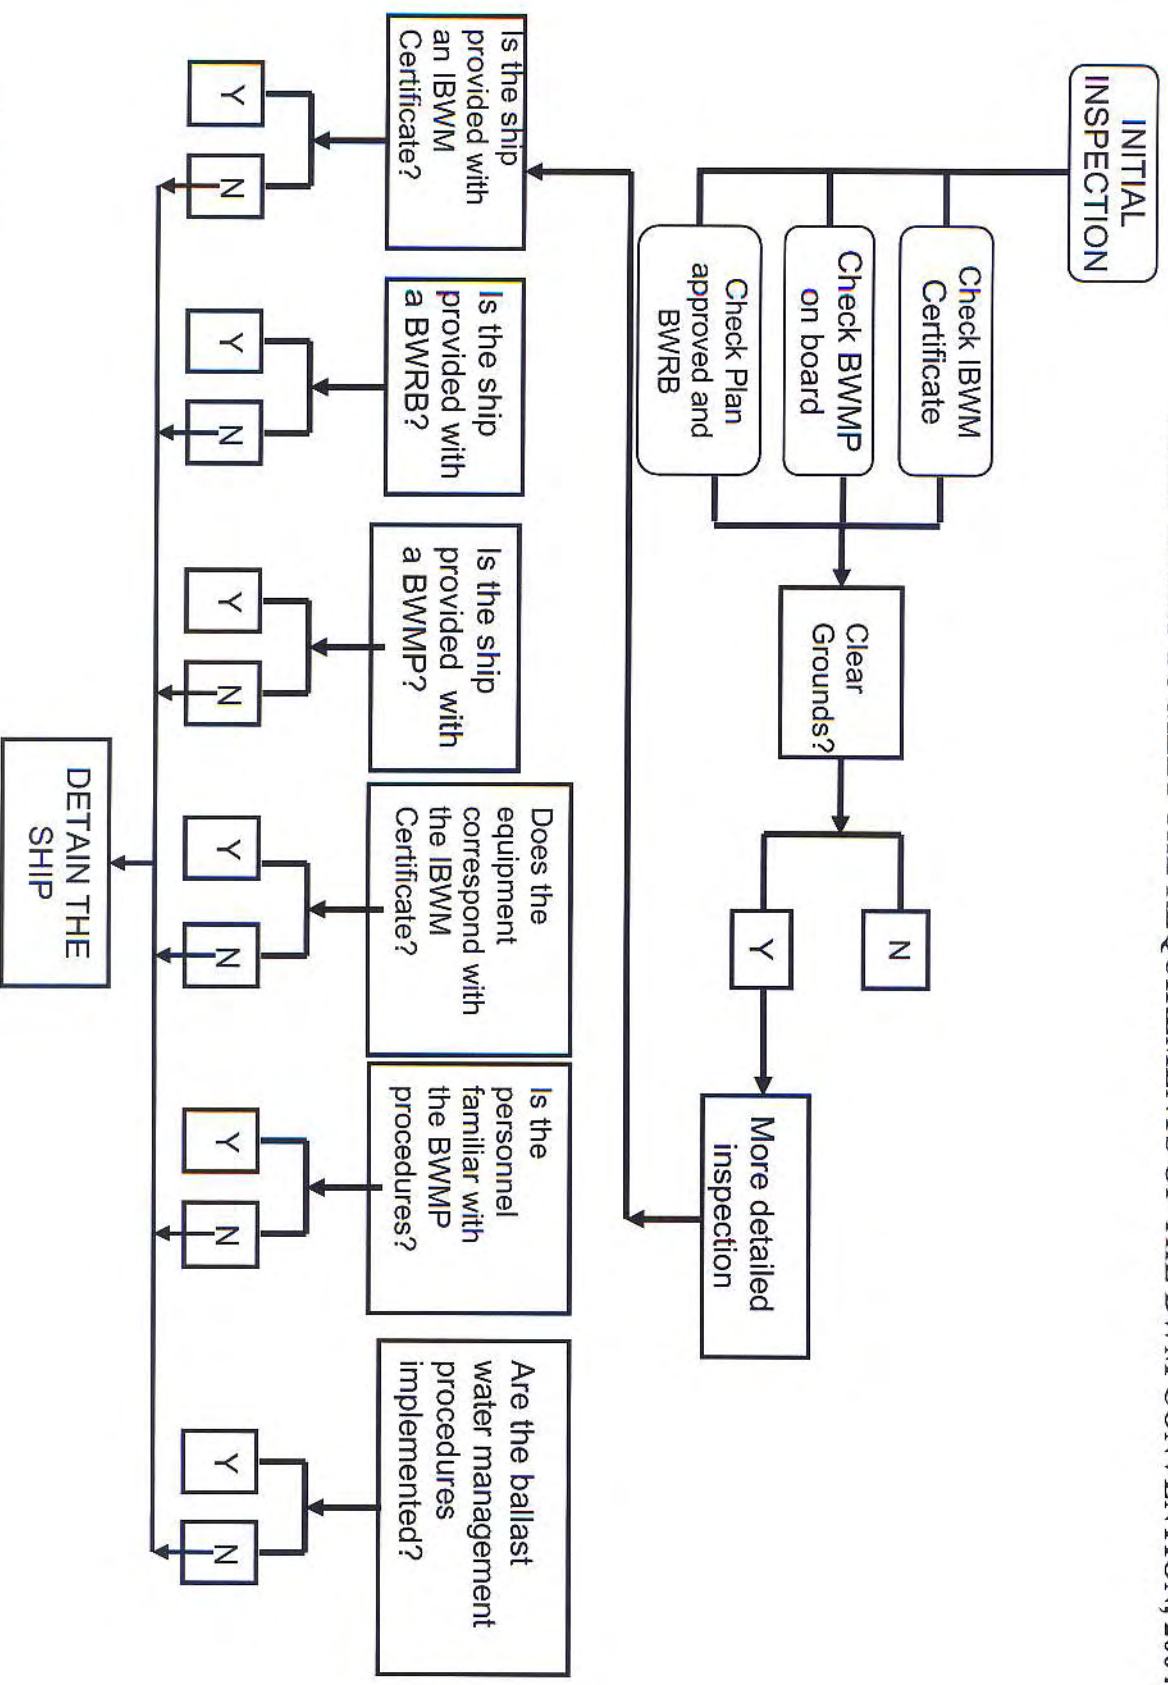 INITIAL
INSPECTION
Check IBWM
Certificate
Check BWMP
on board
Check Plan
approved and
BWRB
Clear
Grounds?
N
Y
More detailed
inspection
Is the ship
provided with
an IBWM
Certificate?
Y
N
Is the ship
provided with
a BWRB?
Y
N
Is the ship
provided with
a BWMP?
Y
N
Does the
equipment
correspond with
the IBWM
Certificate?
Y
N
Is the
personnel
familiar with
the BWMP
procedures?
Y
N
Are the ballast
water management
procedures
implemented?
Y
N
DETAIN THE
SHIP